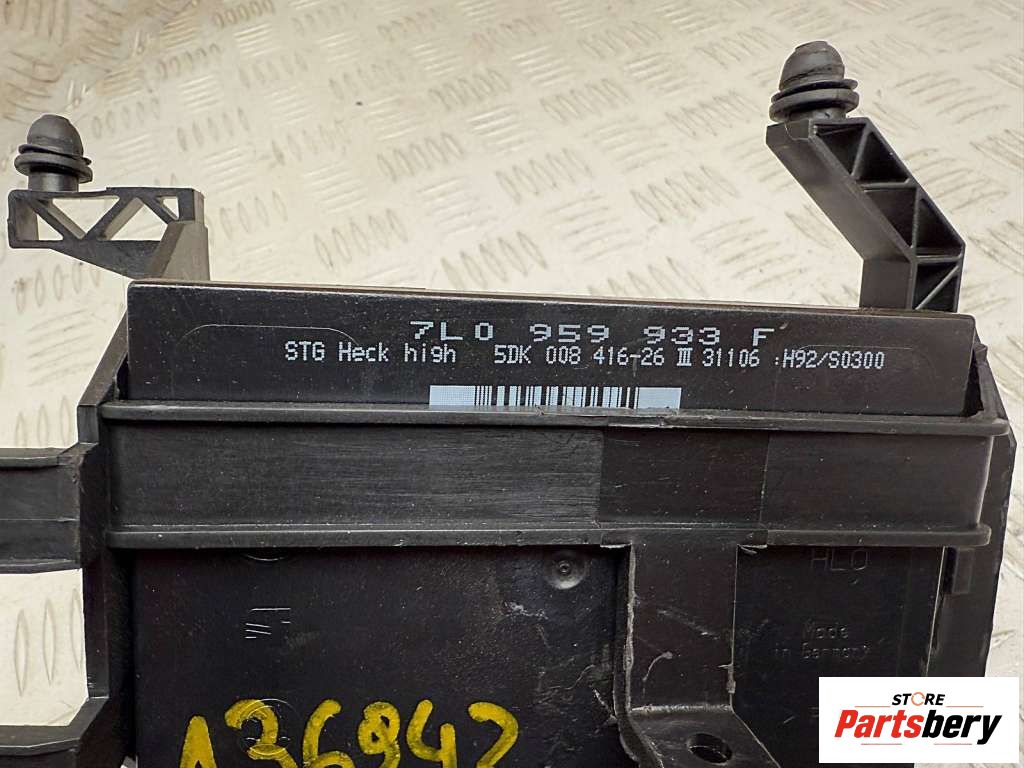 7L0 959 933 F
STG Heck high 5DK 008 416-26 III 31106 :H92/S0300
HLO
Made
in Germany
A36942
STORE
Partsbery